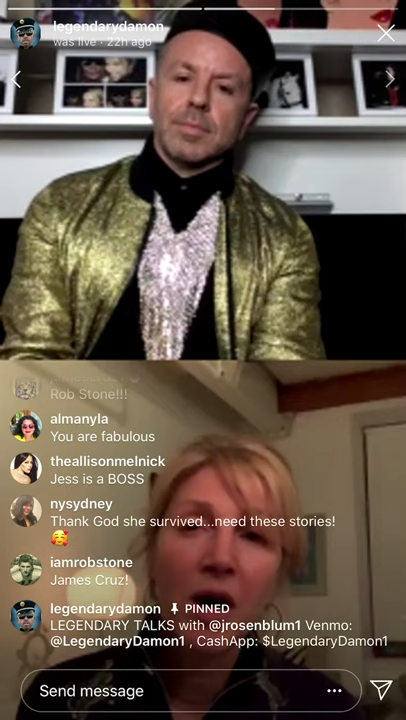 legendarydamon
was live · 22h ago
Rob Stone!!!
almanyla
You are fabulous
theallisonmelnick
Jess is a BOSS
nysydney
Thank God she survived...need these stories!
🥰
iamrobstone
James Cruz!
legendarydamon PINNED
LEGENDARY TALKS with @jrosenblum1 Venmo:
@LegendaryDamon1 , CashApp: $LegendaryDamon1
Send message